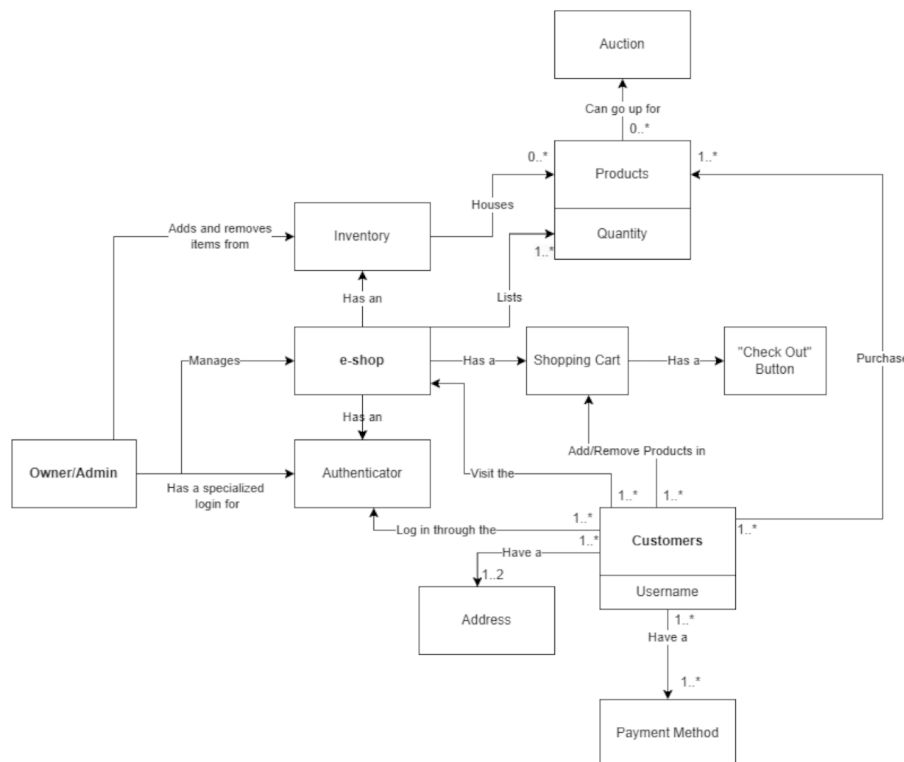 Auction
Can go up for
0..*
0..*
1..*
Products
Houses
Adds and removes
items from
Inventory
Quantity
1..*
Has an
Lists
Manages
e-shop
Has a
Shopping Cart
Has a
"Check Out"
Button
Purchase
Has an
Owner/Admin
Authenticator
Add/Remove Products in
Visit the
Has a specialized
login for
1..*
1..*
Log in through the
1..*
1..*
1..*
Customers
Have a
1..2
Address
Username
1..*
Have a
1..*
Payment Method